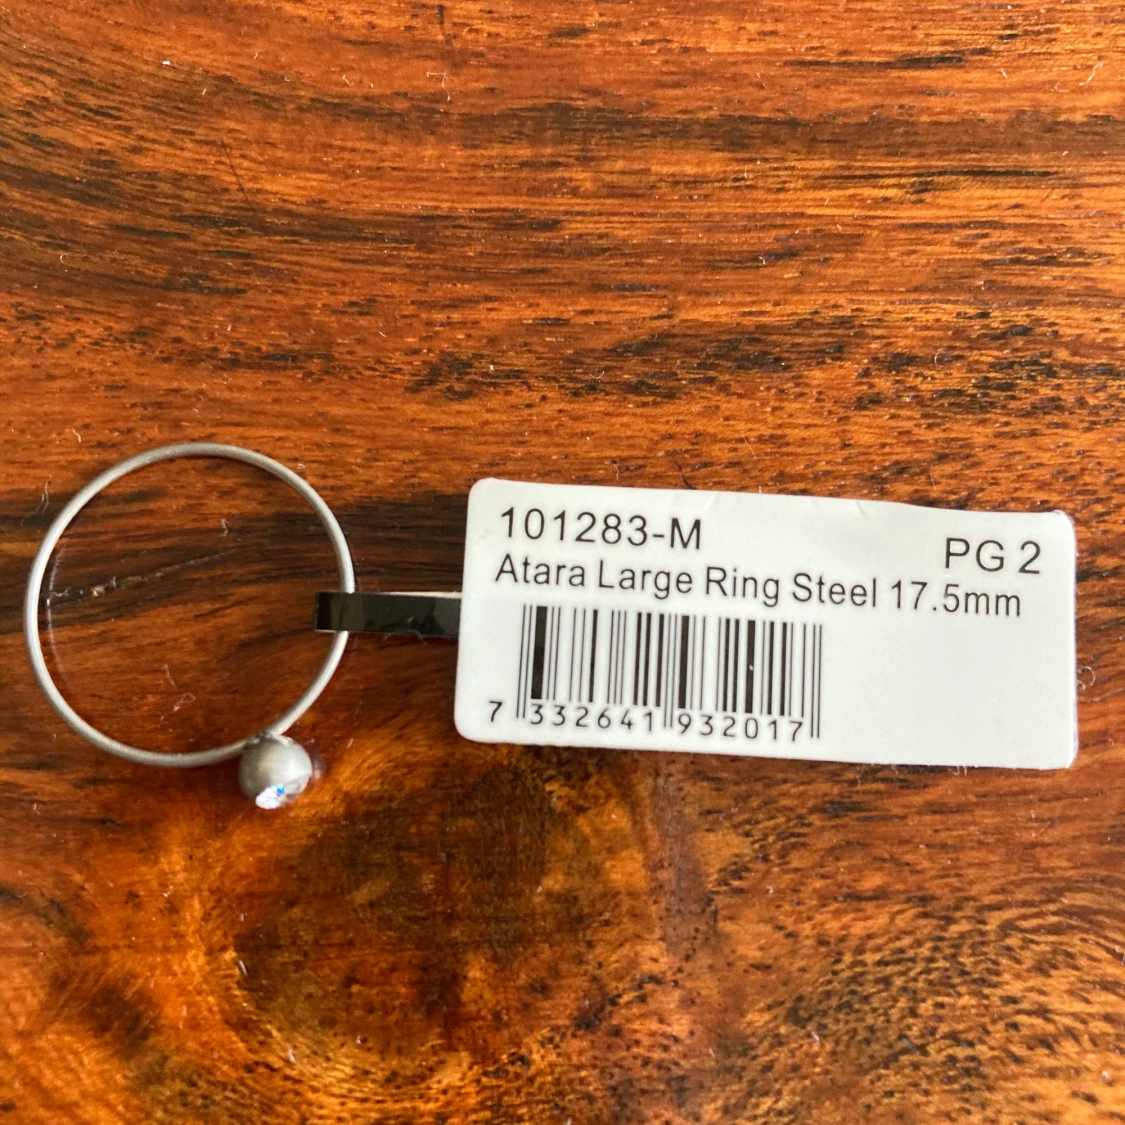 101283-M
PG 2
Atara Large Ring Steel 17.5mm
7 332641 932017